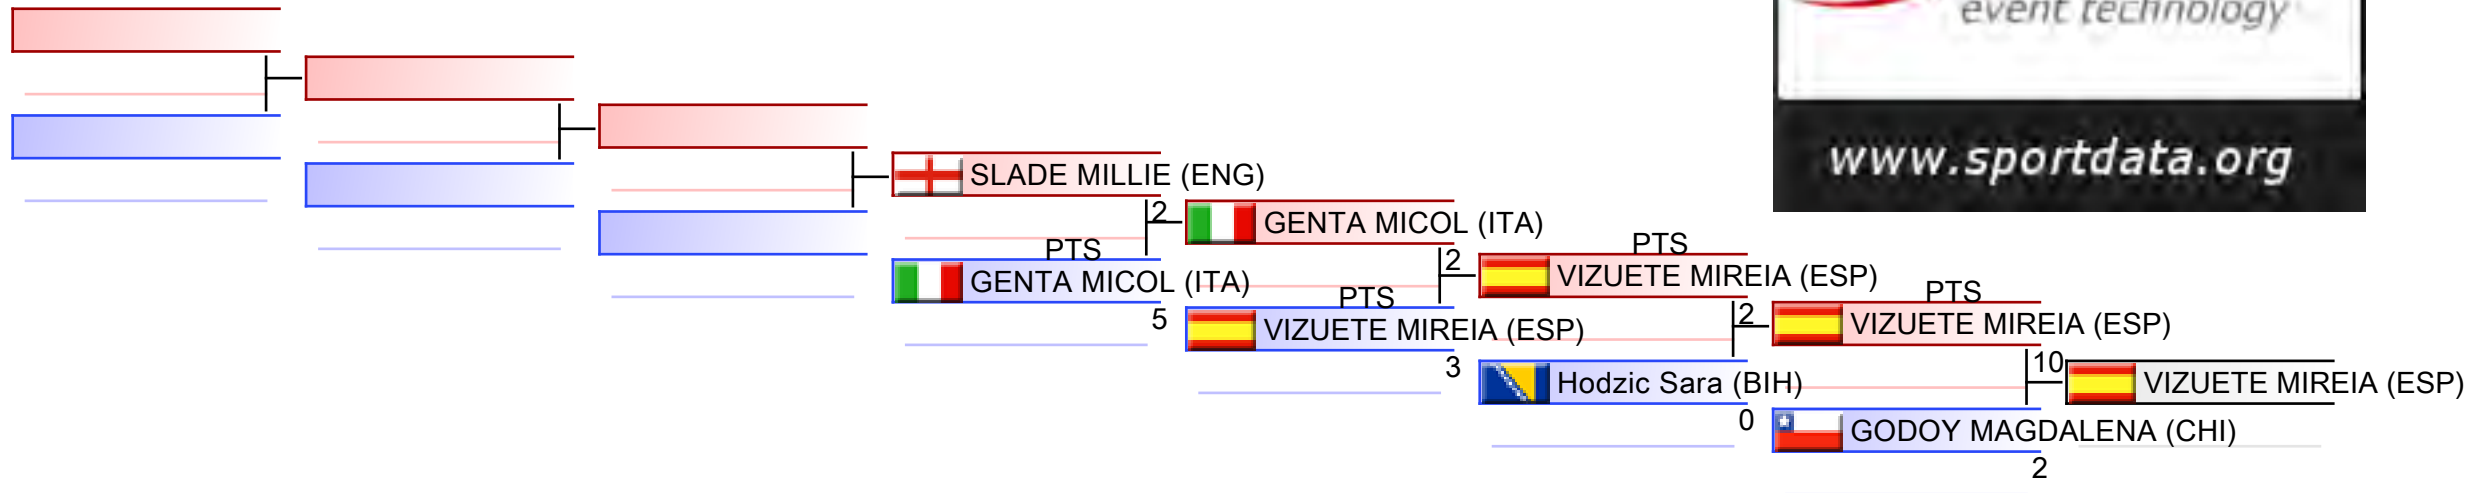 event technology
www.sportdata.org
SLADE MILLIE (ENG)
2
PTS
GENTA MICOL (ITA)
5
GENTA MICOL (ITA)
2
PTS
VIZUETE MIREIA (ESP)
3
PTS
VIZUETE MIREIA (ESP)
2
Hodzic Sara (BIH)
0
PTS
VIZUETE MIREIA (ESP)
10
GODOY MAGDALENA (CHI)
2
VIZUETE MIREIA (ESP)